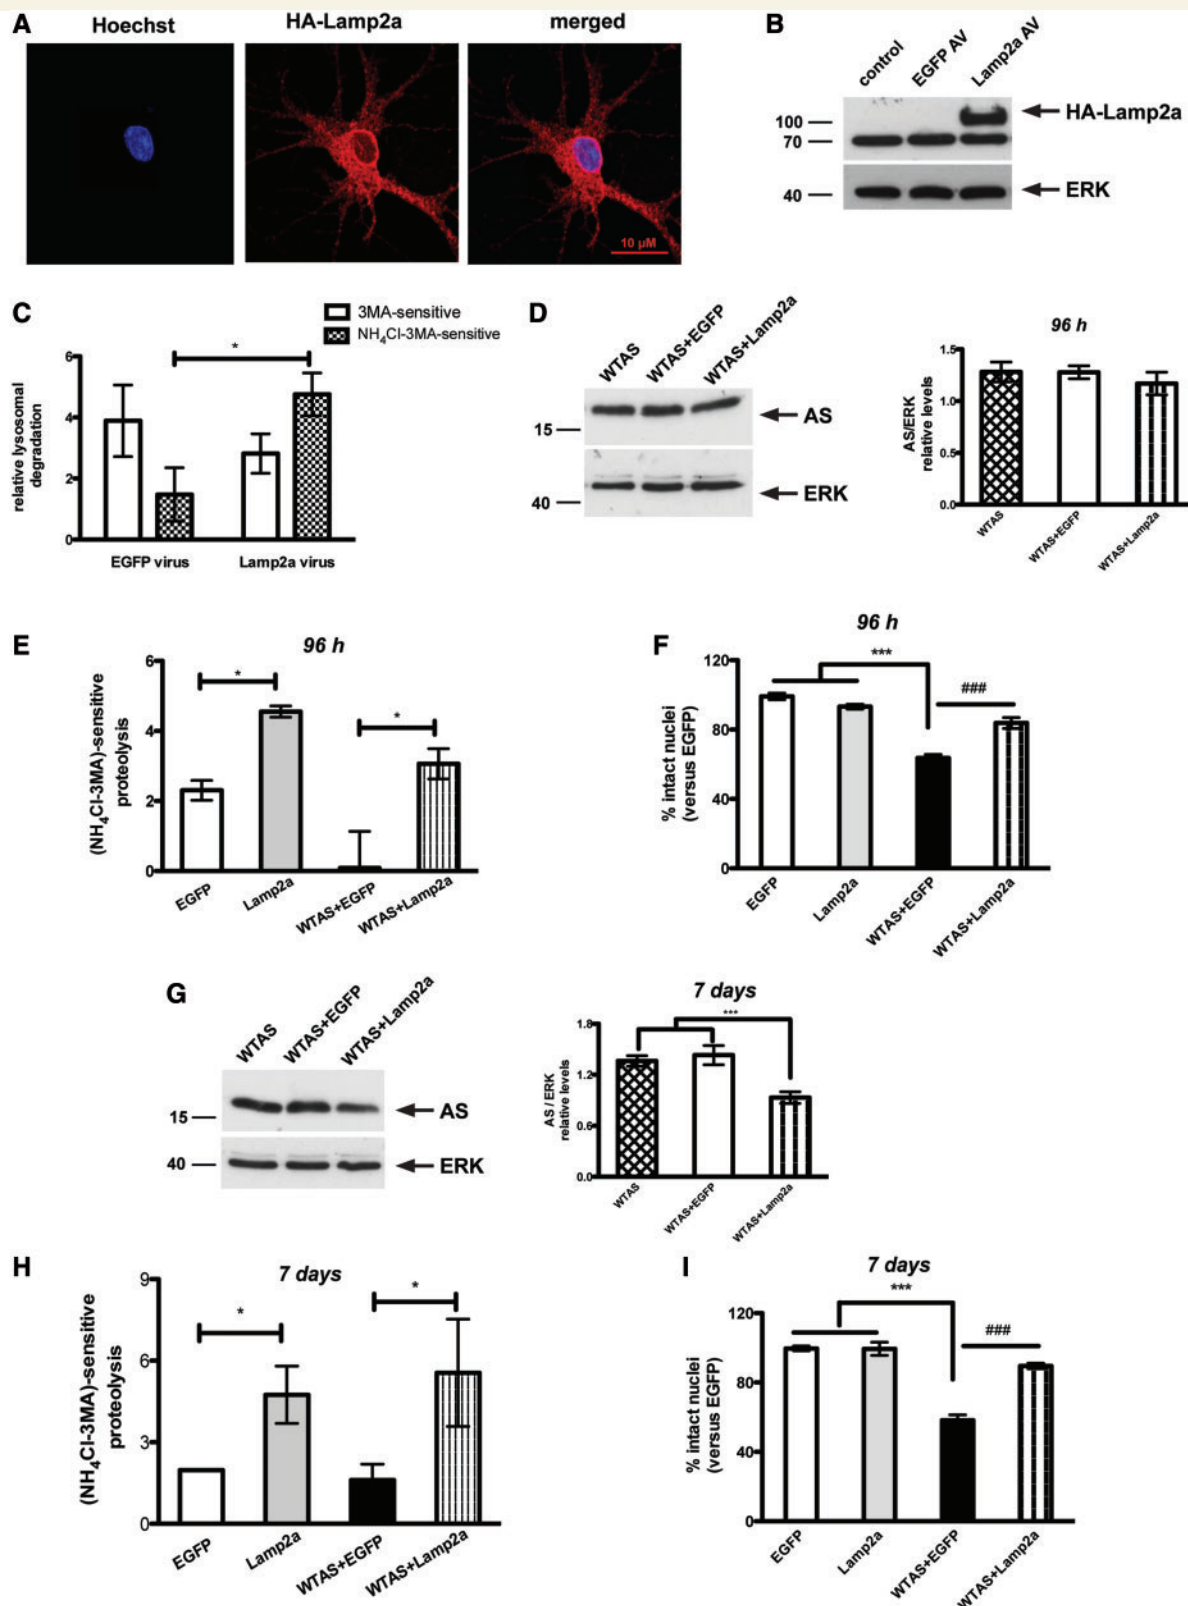 A
Hoechst
HA-Lamp2a
merged
10 µM
B
control
EGFP AV
Lamp2a AV
100
70
40
HA-Lamp2a
ERK
C
3MA-sensitive
NH₄Cl-3MA-sensitive
relative lysosomal
degradation
6
4
2
0
*
EGFP virus
Lamp2a virus
D
WTAS
WTAS+EGFP
WTAS+Lamp2a
15
40
AS
ERK
96 h
AS/ERK
relative levels
1.5
1.0
0.5
0.0
WTAS
WTAS+EGFP
WTAS+Lamp2a
E
96 h
(NH₄Cl-3MA)-sensitive
proteolysis
6
4
2
0
*
*
EGFP
Lamp2a
WTAS+EGFP
WTAS+Lamp2a
F
96 h
% intact nuclei
(versus EGFP)
120
80
40
0
***
###
EGFP
Lamp2a
WTAS+EGFP
WTAS+Lamp2a
G
WTAS
WTAS+EGFP
WTAS+Lamp2a
15
40
AS
ERK
7 days
AS / ERK
relative levels
1.8
1.2
0.6
0.0
***
WTAS
WTAS+EGFP
WTAS+Lamp2a
H
7 days
(NH₄Cl-3MA)-sensitive
proteolysis
9
6
3
0
*
*
EGFP
Lamp2a
WTAS+EGFP
WTAS+Lamp2a
I
7 days
% intact nuclei
(versus EGFP)
120
80
40
0
***
###
EGFP
Lamp2a
WTAS+EGFP
WTAS+Lamp2a